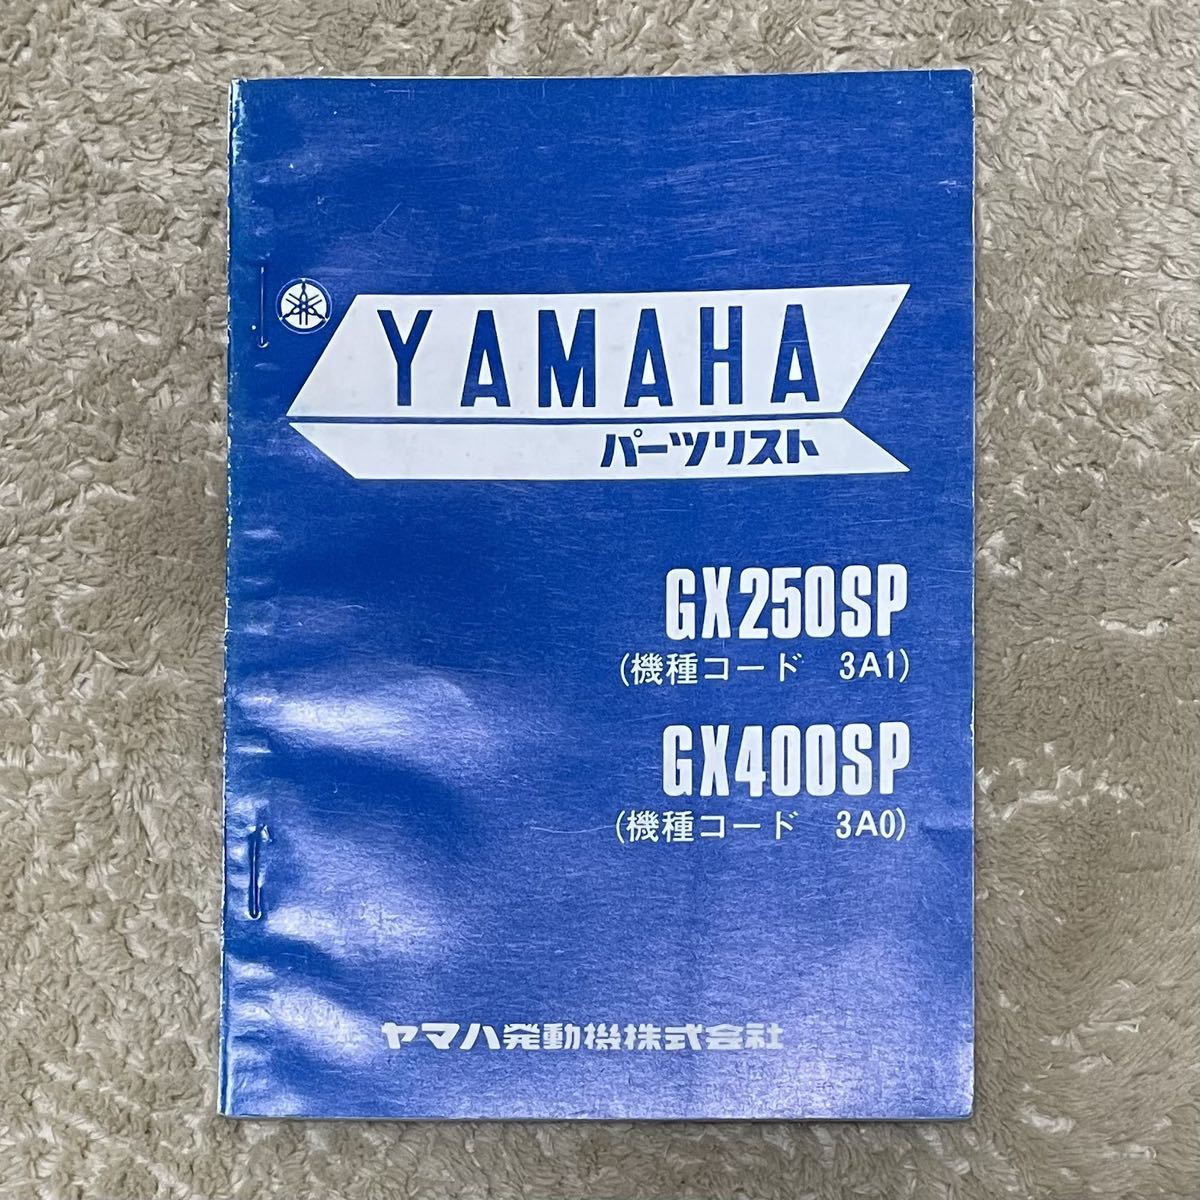 YAMAHA
パーツリスト
GX250SP
(機種コード 3A1)
GX400SP
(機種コード 3A0)
ヤマハ発動機株式会社